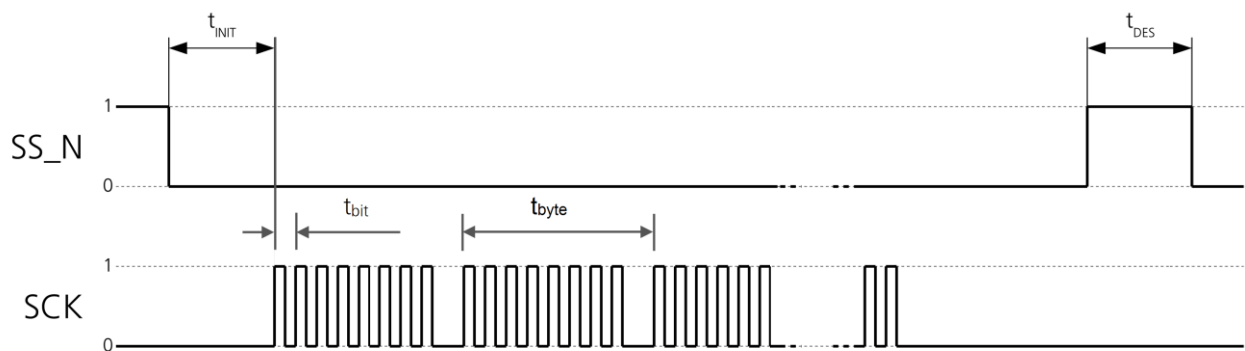 tINIT
tDES
1
SS_N
0
tbit
tbyte
1
SCK
0